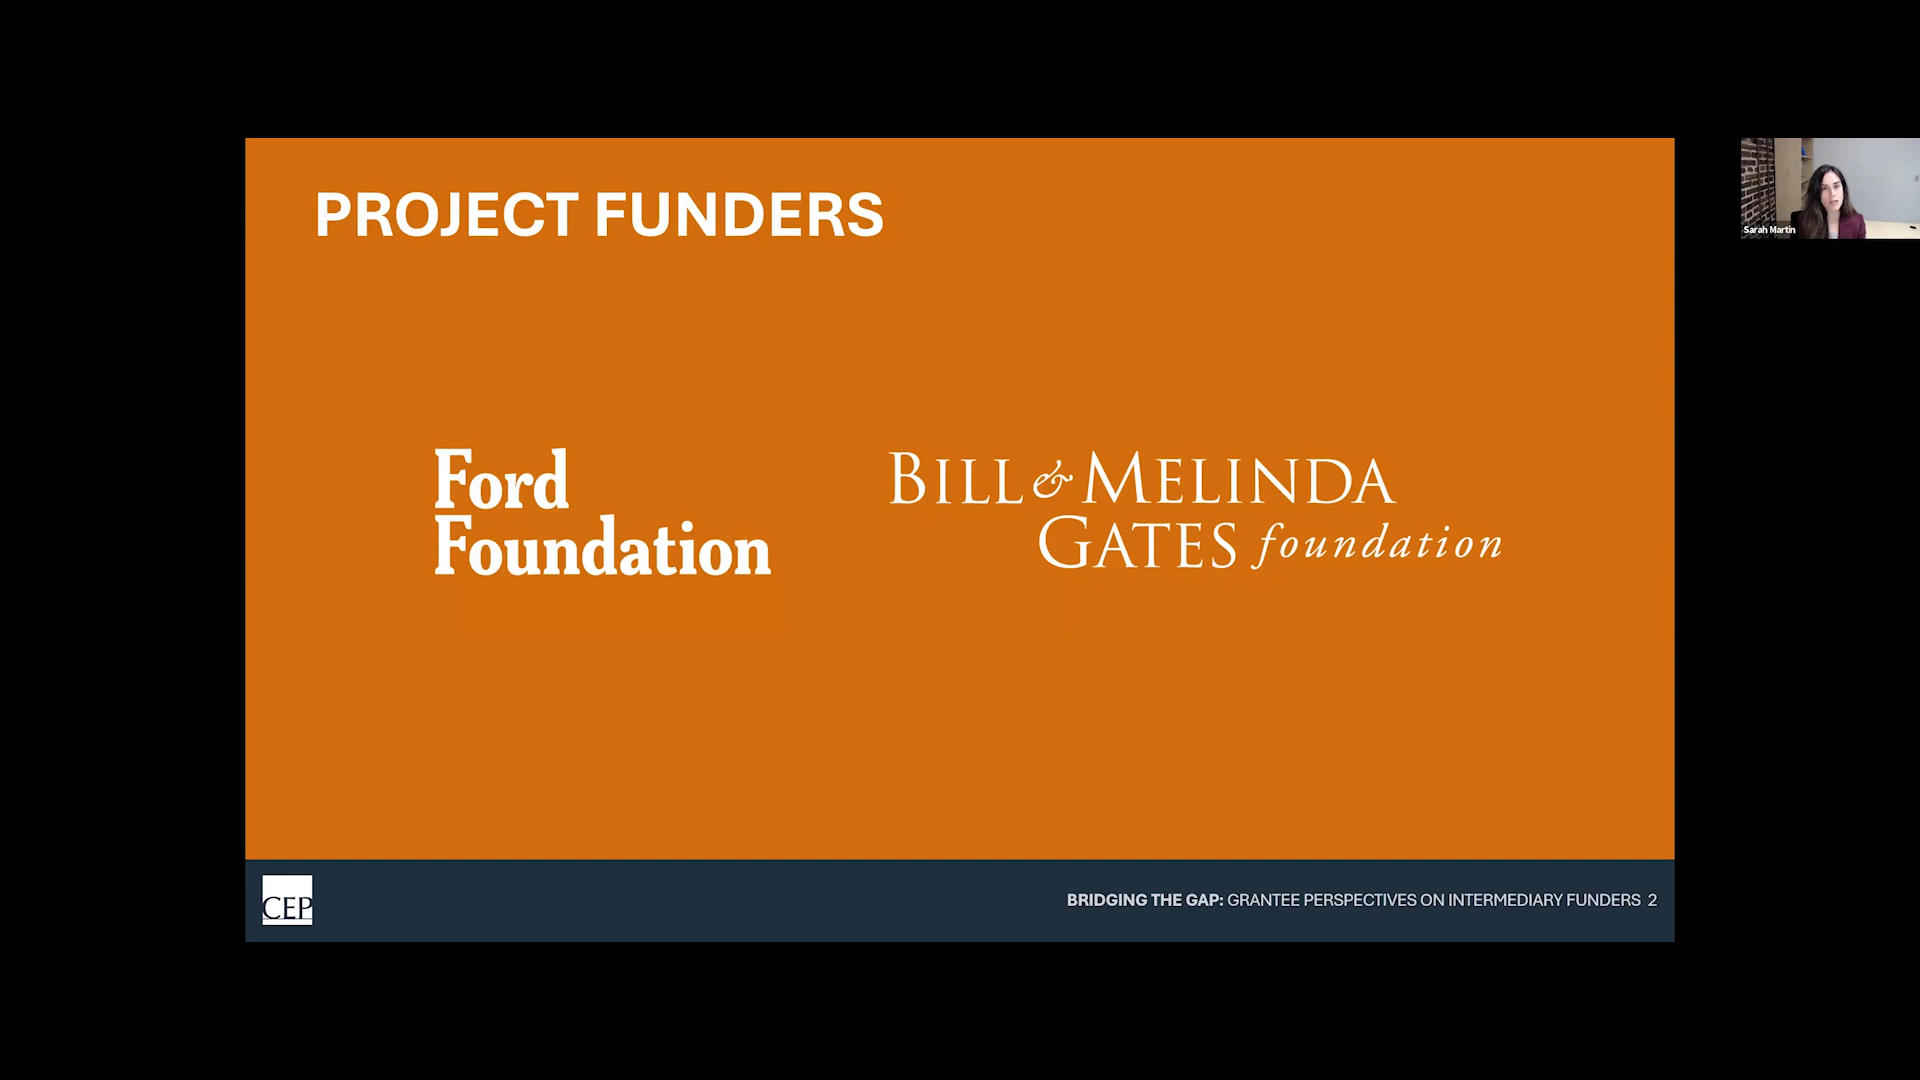 PROJECT FUNDERS
Sarah Martin
Ford
Foundation
BILL & MELINDA
GATES foundation
CEP
BRIDGING THE GAP: GRANTEE PERSPECTIVES ON INTERMEDIARY FUNDERS 2